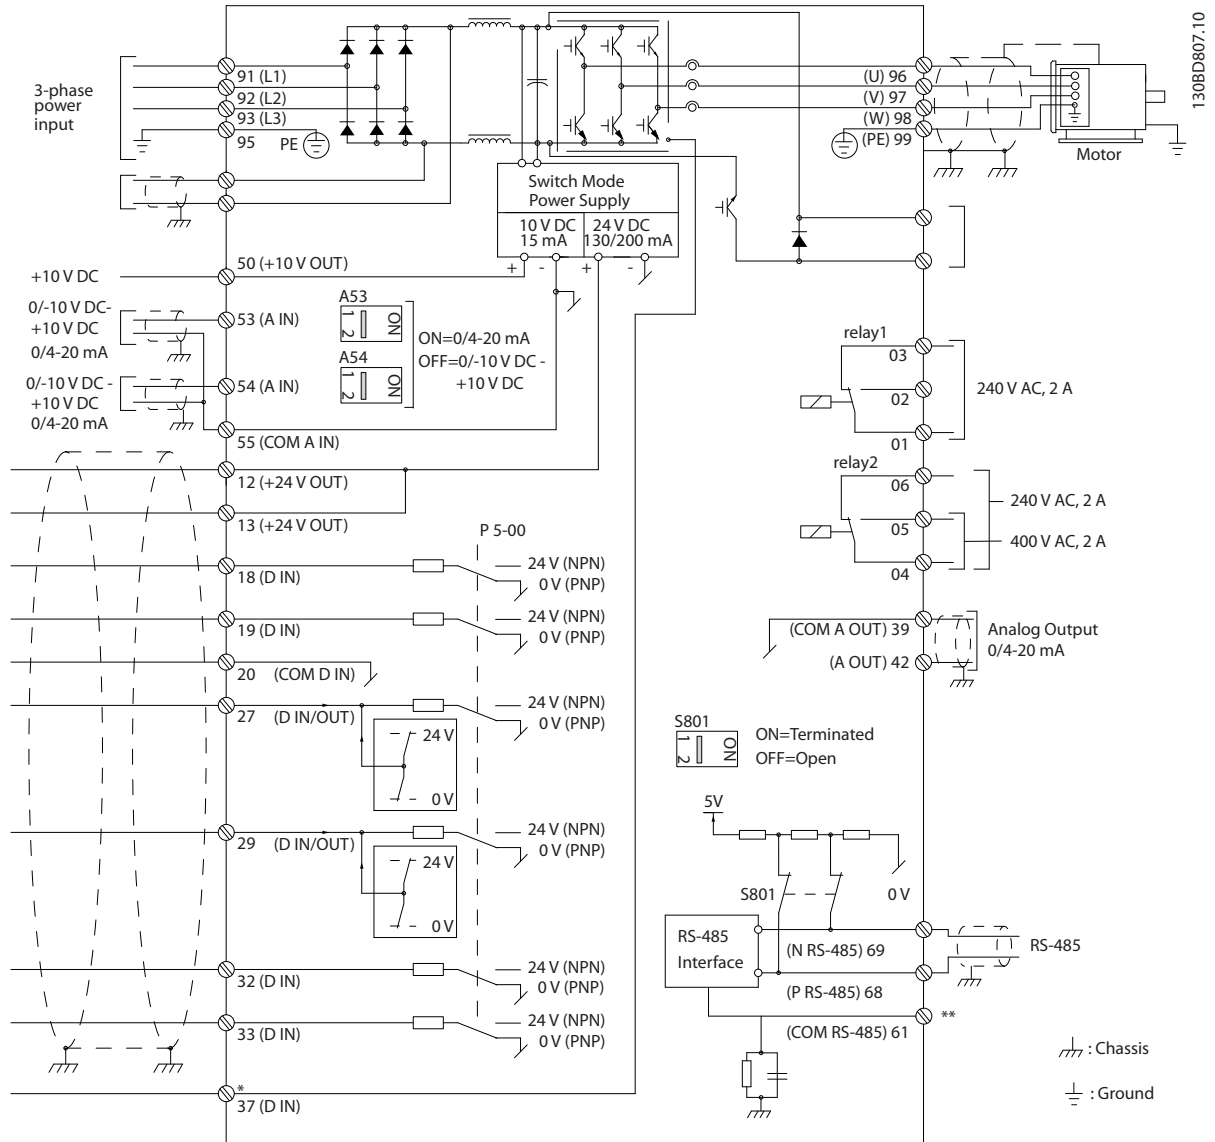 130BD807.10
3-phase
power
input
91 (L1)
92 (L2)
93 (L3)
95
PE
(U) 96
(V) 97
(W) 98
(PE) 99
Motor
Switch Mode
Power Supply
10 V DC
15 mA
24 V DC
130/200 mA
+
-
+
-
+10 V DC
50 (+10 V OUT)
0/-10 V DC-
+10 V DC
0/4-20 mA
53 (A IN)
A53
1
2
ON
A54
1
2
ON
ON=0/4-20 mA
OFF=0/-10 V DC -
+10 V DC
0/-10 V DC -
+10 V DC
0/4-20 mA
54 (A IN)
55 (COM A IN)
relay1
03
02
01
240 V AC, 2 A
relay2
06
05
04
240 V AC, 2 A
400 V AC, 2 A
12 (+24 V OUT)
13 (+24 V OUT)
P 5-00
18 (D IN)
24 V (NPN)
0 V (PNP)
19 (D IN)
24 V (NPN)
0 V (PNP)
20 (COM D IN)
27 (D IN/OUT)
24 V
0 V
24 V (NPN)
0 V (PNP)
29 (D IN/OUT)
24 V
0 V
24 V (NPN)
0 V (PNP)
32 (D IN)
24 V (NPN)
0 V (PNP)
33 (D IN)
24 V (NPN)
0 V (PNP)
*
37 (D IN)
(COM A OUT) 39
(A OUT) 42
Analog Output
0/4-20 mA
S801
1
2
ON
ON=Terminated
OFF=Open
5V
S801
0 V
RS-485
Interface
(N RS-485) 69
(P RS-485) 68
(COM RS-485) 61
RS-485
**
: Chassis
: Ground